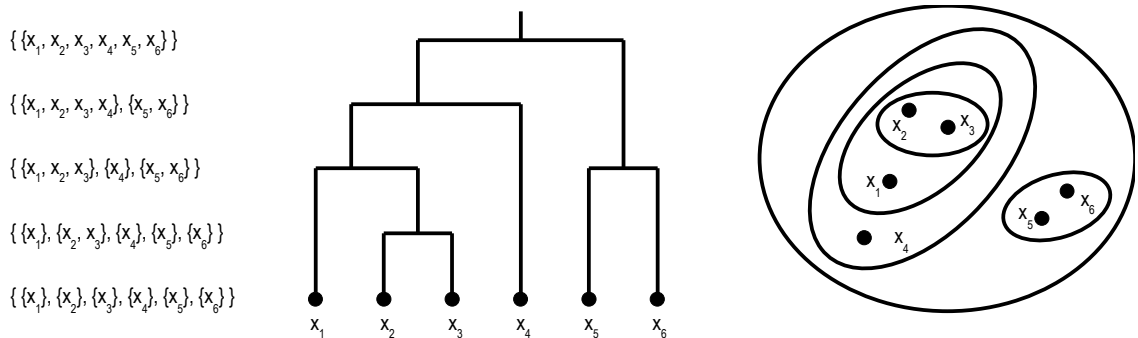 { {x₁, x₂, x₃, x₄, x₅, x₆} }
{ {x₁, x₂, x₃, x₄}, {x₅, x₆} }
{ {x₁, x₂, x₃}, {x₄}, {x₅, x₆} }
{ {x₁}, {x₂, x₃}, {x₄}, {x₅}, {x₆} }
{ {x₁}, {x₂}, {x₃}, {x₄}, {x₅}, {x₆} }
x₁ x₂ x₃ x₄ x₅ x₆
x₂ x₃
x₁
x₆
x₅
x₄